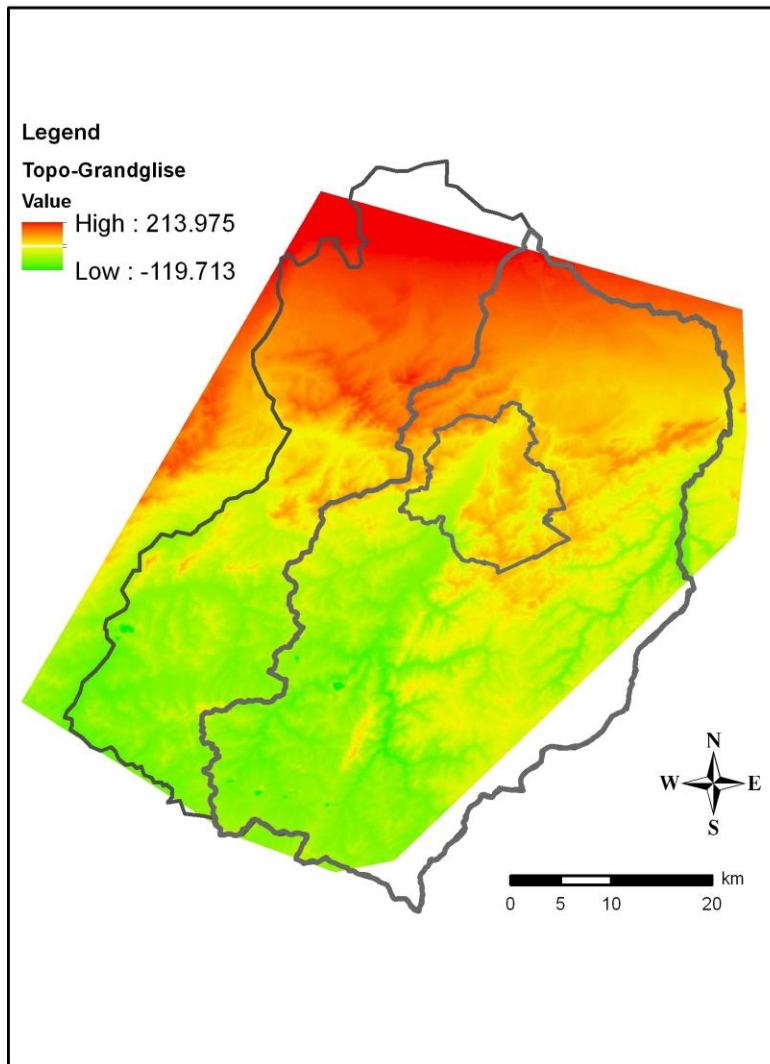 Legend
Topo-Grandglise
Value
High : 213.975
Low : -119.713
N
W E
S
km
0 5 10 20